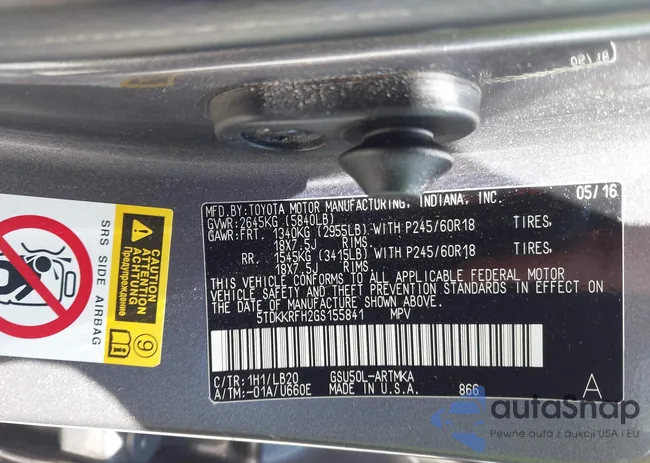 MFD.BY:TOYOTA MOTOR MANUFACTURING, INDIANA, INC. 05/16
GVWR:2645KG (5840LB)
GAWR:FRT. 1340KG (2955LB) WITH P245/60R18 TIRES,
18X7.5J RIMS
RR. 1545KG (3415LB) WITH P245/60R18 TIRES,
18X7.5J RIMS
THIS VEHICLE CONFORMS TO ALL APPLICABLE FEDERAL MOTOR
VEHICLE SAFETY AND THEFT PREVENTION STANDARDS IN EFFECT ON
THE DATE OF MANUFACTURE SHOWN ABOVE.
5TDKKRFH2GS155841 MPV
C/TR: 1H1/LB20 GSU50L-ARTMKA
A/TM:-01A/U660E MADE IN U.S.A. 866 A
SRS SIDE AIRBAG
CAUTION
ATTENTION
ACHTUNG
Предупреждение
9
autaSnap
Pewne auta z aukcji USA i EU